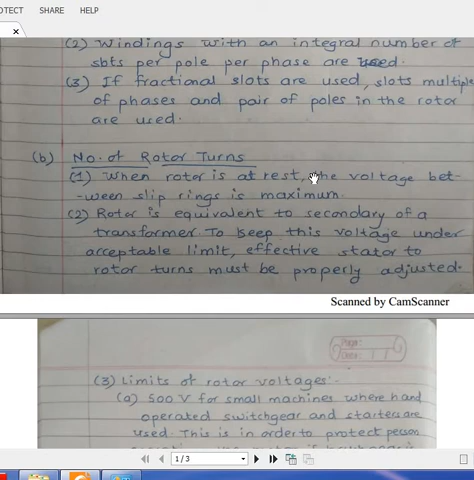 OTECT SHARE HELP
(2) Windings with an integral number of
slots per pole per phase are used.
(3) If fractional slots are used, slots multiple
of phases and pair of poles in the rotor
are used.
(b) No. of Rotor Turns
(1) When rotor is at rest, the voltage bet-
-ween slip rings is maximum.
(2) Rotor is equivalent to secondary of a
transformer. To keep this voltage under
acceptable limit, effective stator to
rotor turns must be properly adjusted.
Scanned by CamScanner
Page:
Date: / /
(3) Limits of rotor voltages:-
(a) 500 V for small machines where hand
operated switchgear and starters are
used. This is in order to protect person
1 / 3